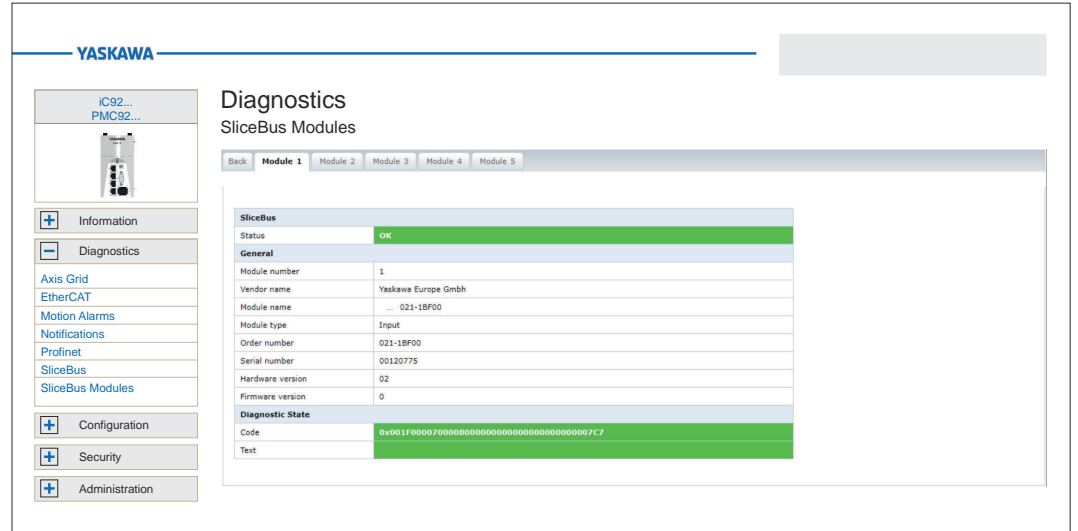 YASKAWA
iC92...
PMC92...
YASKAWA
Information
Diagnostics
Axis Grid
EtherCAT
Motion Alarms
Notifications
Profinet
SliceBus
SliceBus Modules
Configuration
Security
Administration
Diagnostics
SliceBus Modules
Back Module 1 Module 2 Module 3 Module 4 Module 5
SliceBus
Status OK
General
Module number 1
Vendor name Yaskawa Europe Gmbh
Module name ... 021-1BF00
Module type Input
Order number 021-1BF00
Serial number 00120775
Hardware version 02
Firmware version 0
Diagnostic State
Text